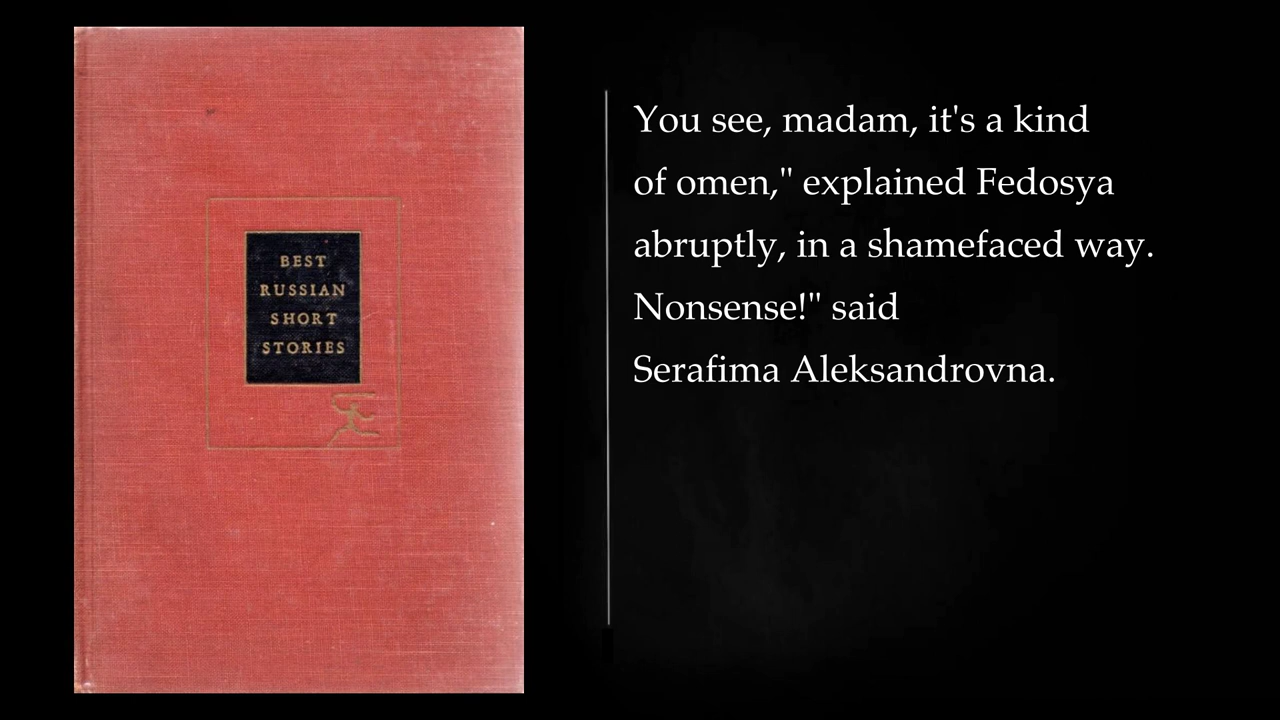 BEST
RUSSIAN
SHORT
STORIES
You see, madam, it's a kind
of omen," explained Fedosya
abruptly, in a shamefaced way.
Nonsense!" said
Serafima Aleksandrovna.